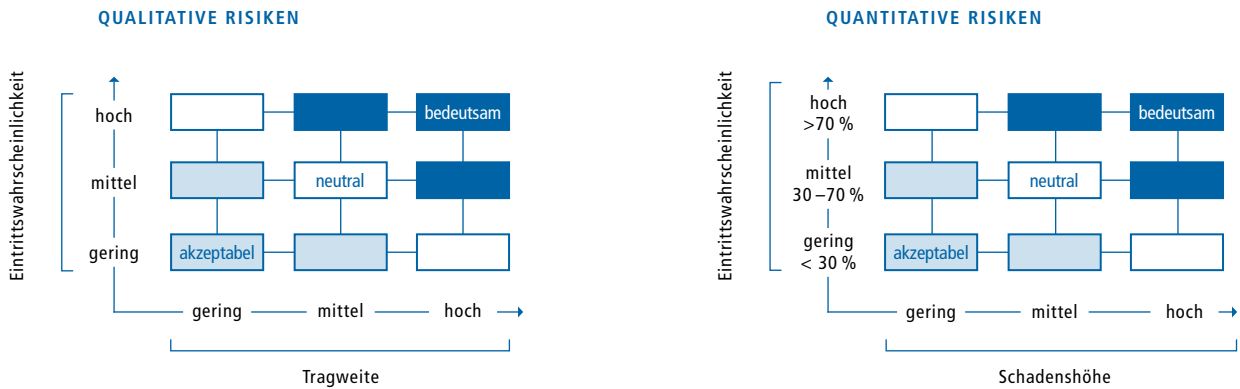 QUALITATIVE RISIKEN
Eintrittswahrscheinlichkeit
hoch
bedeutsam
mittel
neutral
gering
akzeptabel
gering
mittel
hoch
Tragweite
QUANTITATIVE RISIKEN
Eintrittswahrscheinlichkeit
hoch
>70 %
bedeutsam
mittel
30 –70 %
neutral
gering
< 30 %
akzeptabel
gering
mittel
hoch
Schadenshöhe